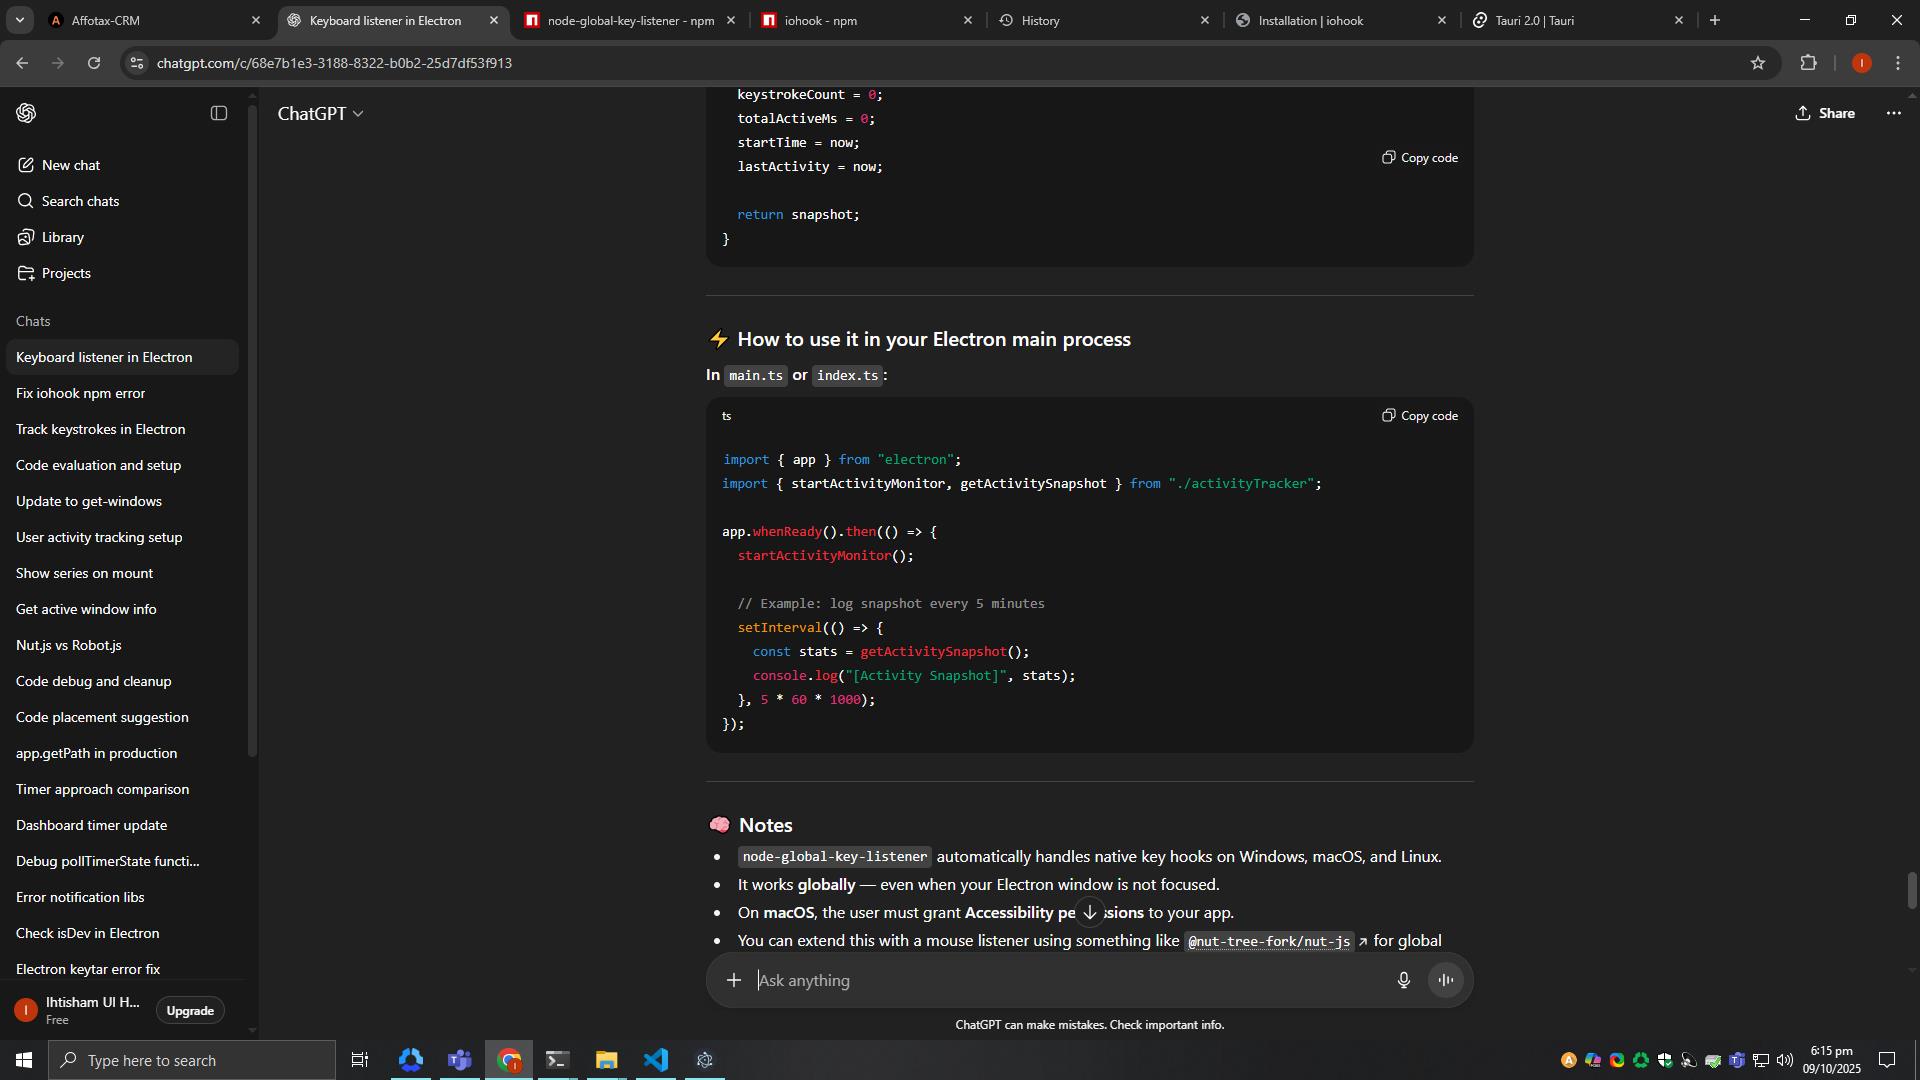 Affotax-CRM
Keyboard listener in Electron
node-global-key-listener - npm
iohook - npm
History
Installation | iohook
Tauri 2.0 | Tauri
chatgpt.com/c/68e7b1e3-3188-8322-b0b2-25d7df53f913
I
ChatGPT
Share
New chat
Search chats
Library
Projects
Chats
Keyboard listener in Electron
Fix iohook npm error
Track keystrokes in Electron
Code evaluation and setup
Update to get-windows
User activity tracking setup
Show series on mount
Get active window info
Nut.js vs Robot.js
Code debug and cleanup
Code placement suggestion
app.getPath in production
Timer approach comparison
Dashboard timer update
Debug pollTimerState functi...
Error notification libs
Check isDev in Electron
Electron keytar error fix
I
Ihtisham Ul H...
Free
Upgrade
keystrokeCount = 0;
totalActiveMs = 0;
startTime = now;
lastActivity = now;
Copy code
return snapshot;
}
⚡ How to use it in your Electron main process
In main.ts or index.ts:
ts
Copy code
import { app } from "electron";
import { startActivityMonitor, getActivitySnapshot } from "./activityTracker";
app.whenReady().then(() => {
startActivityMonitor();
// Example: log snapshot every 5 minutes
setInterval(() => {
const stats = getActivitySnapshot();
console.log("[Activity Snapshot]", stats);
}, 5 * 60 * 1000);
});
🧠 Notes
• node-global-key-listener automatically handles native key hooks on Windows, macOS, and Linux.
• It works globally — even when your Electron window is not focused.
• On macOS, the user must grant Accessibility pe ssions to your app.
• You can extend this with a mouse listener using something like @nut-tree-fork/nut-js ↗ for global
Ask anything
ChatGPT can make mistakes. Check important info.
Type here to search
6:15 pm
09/10/2025